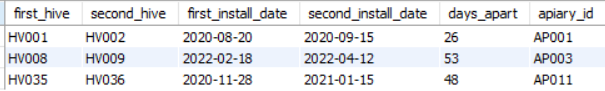 first_hive second_hive first_install_date second_install_date days_apart apiary_id
HV001 HV002 2020-08-20 2020-09-15 26 AP001
HV008 HV009 2022-02-18 2022-04-12 53 AP003
HV035 HV036 2020-11-28 2021-01-15 48 AP011